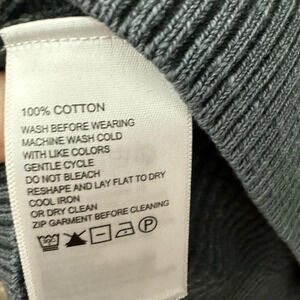 100% COTTON
WASH BEFORE WEARING
MACHINE WASH COLD
WITH LIKE COLORS
GENTLE CYCLE
DO NOT BLEACH
RESHAPE AND LAY FLAT TO DRY
COOL IRON
OR DRY CLEAN
ZIP GARMENT BEFORE CLEANING
P